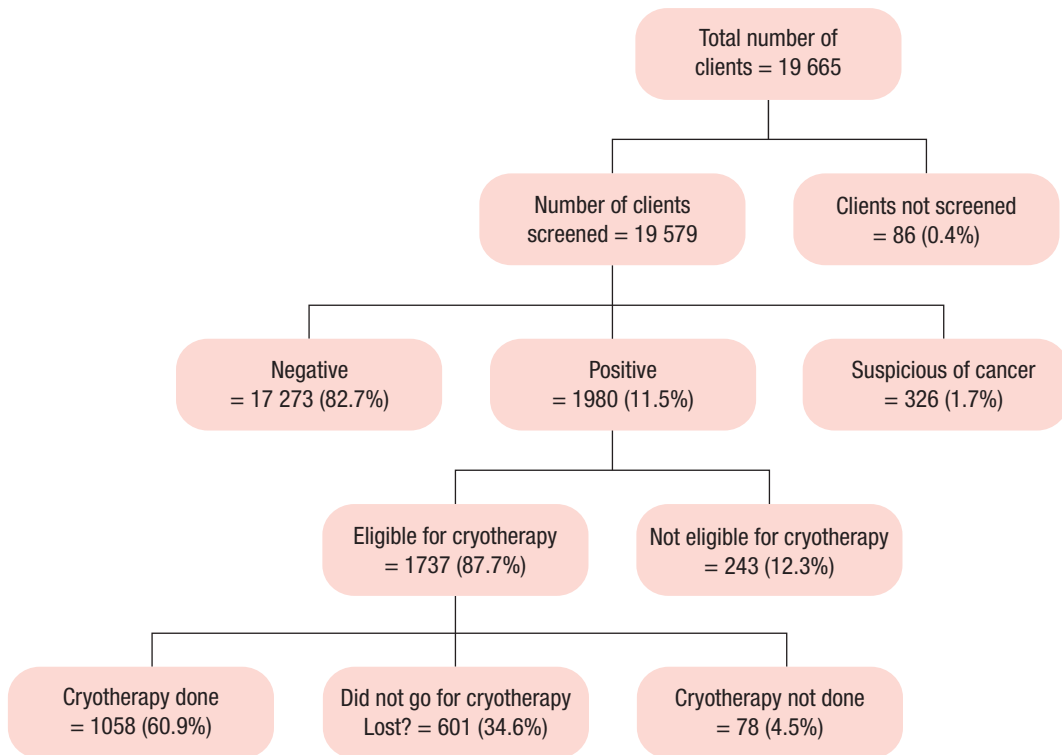 Total number of
clients = 19 665
Number of clients
screened = 19 579
Clients not screened
= 86 (0.4%)
Negative
= 17 273 (82.7%)
Positive
= 1980 (11.5%)
Suspicious of cancer
= 326 (1.7%)
Eligible for cryotherapy
= 1737 (87.7%)
Not eligible for cryotherapy
= 243 (12.3%)
Cryotherapy done
= 1058 (60.9%)
Did not go for cryotherapy
Lost? = 601 (34.6%)
Cryotherapy not done
= 78 (4.5%)